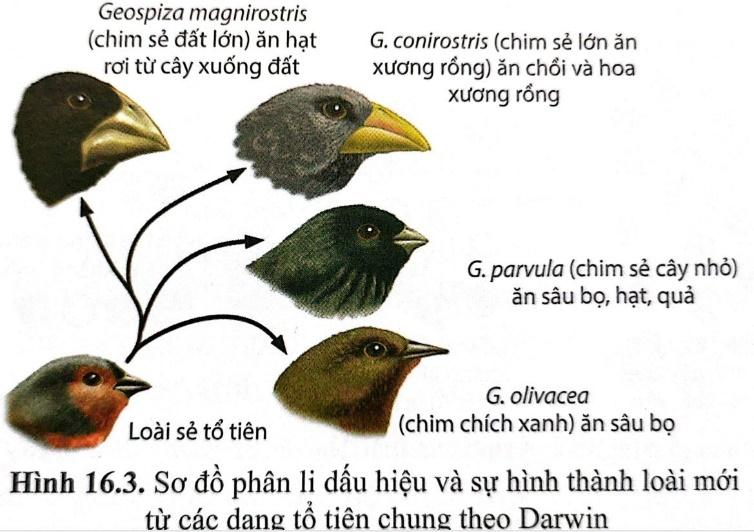 Geospiza magnirostris
(chim sẻ đất lớn) ăn hạt
rơi từ cây xuống đất
G. conirostris (chim sẻ lớn ăn
xương rồng) ăn chồi và hoa
xương rồng
G. parvula (chim sẻ cây nhỏ)
ăn sâu bọ, hạt, quả
G. olivacea
(chim chích xanh) ăn sâu bọ
Loài sẻ tổ tiên
Hình 16.3. Sơ đồ phân li dấu hiệu và sự hình thành loài mới
từ các dạng tổ tiên chung theo Darwin